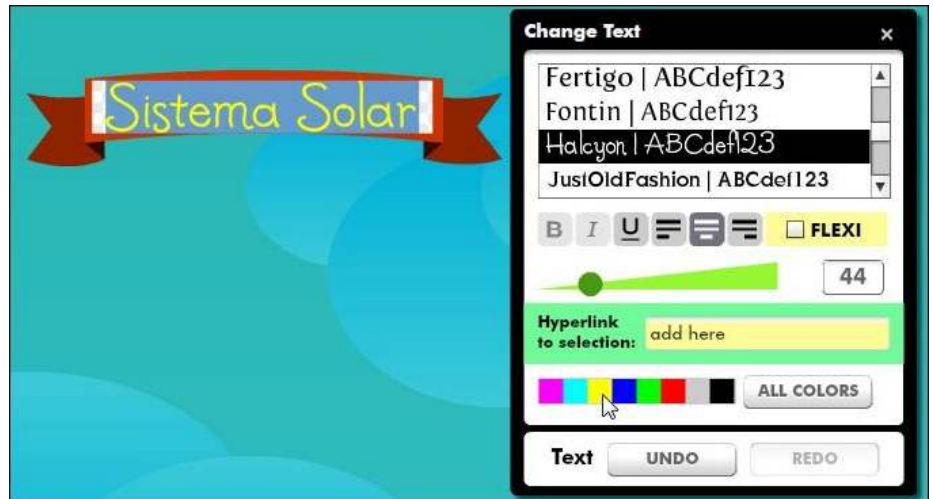 Sistema Solar
Change Text ×
Fertigo | ABCdef123
Fontin | ABCdef123
Halcyon | ABCdef123
JustOldFashion | ABCdef123
B I U FLEXI
44
Hyperlink
to selection: add here
ALL COLORS
Text UNDO REDO